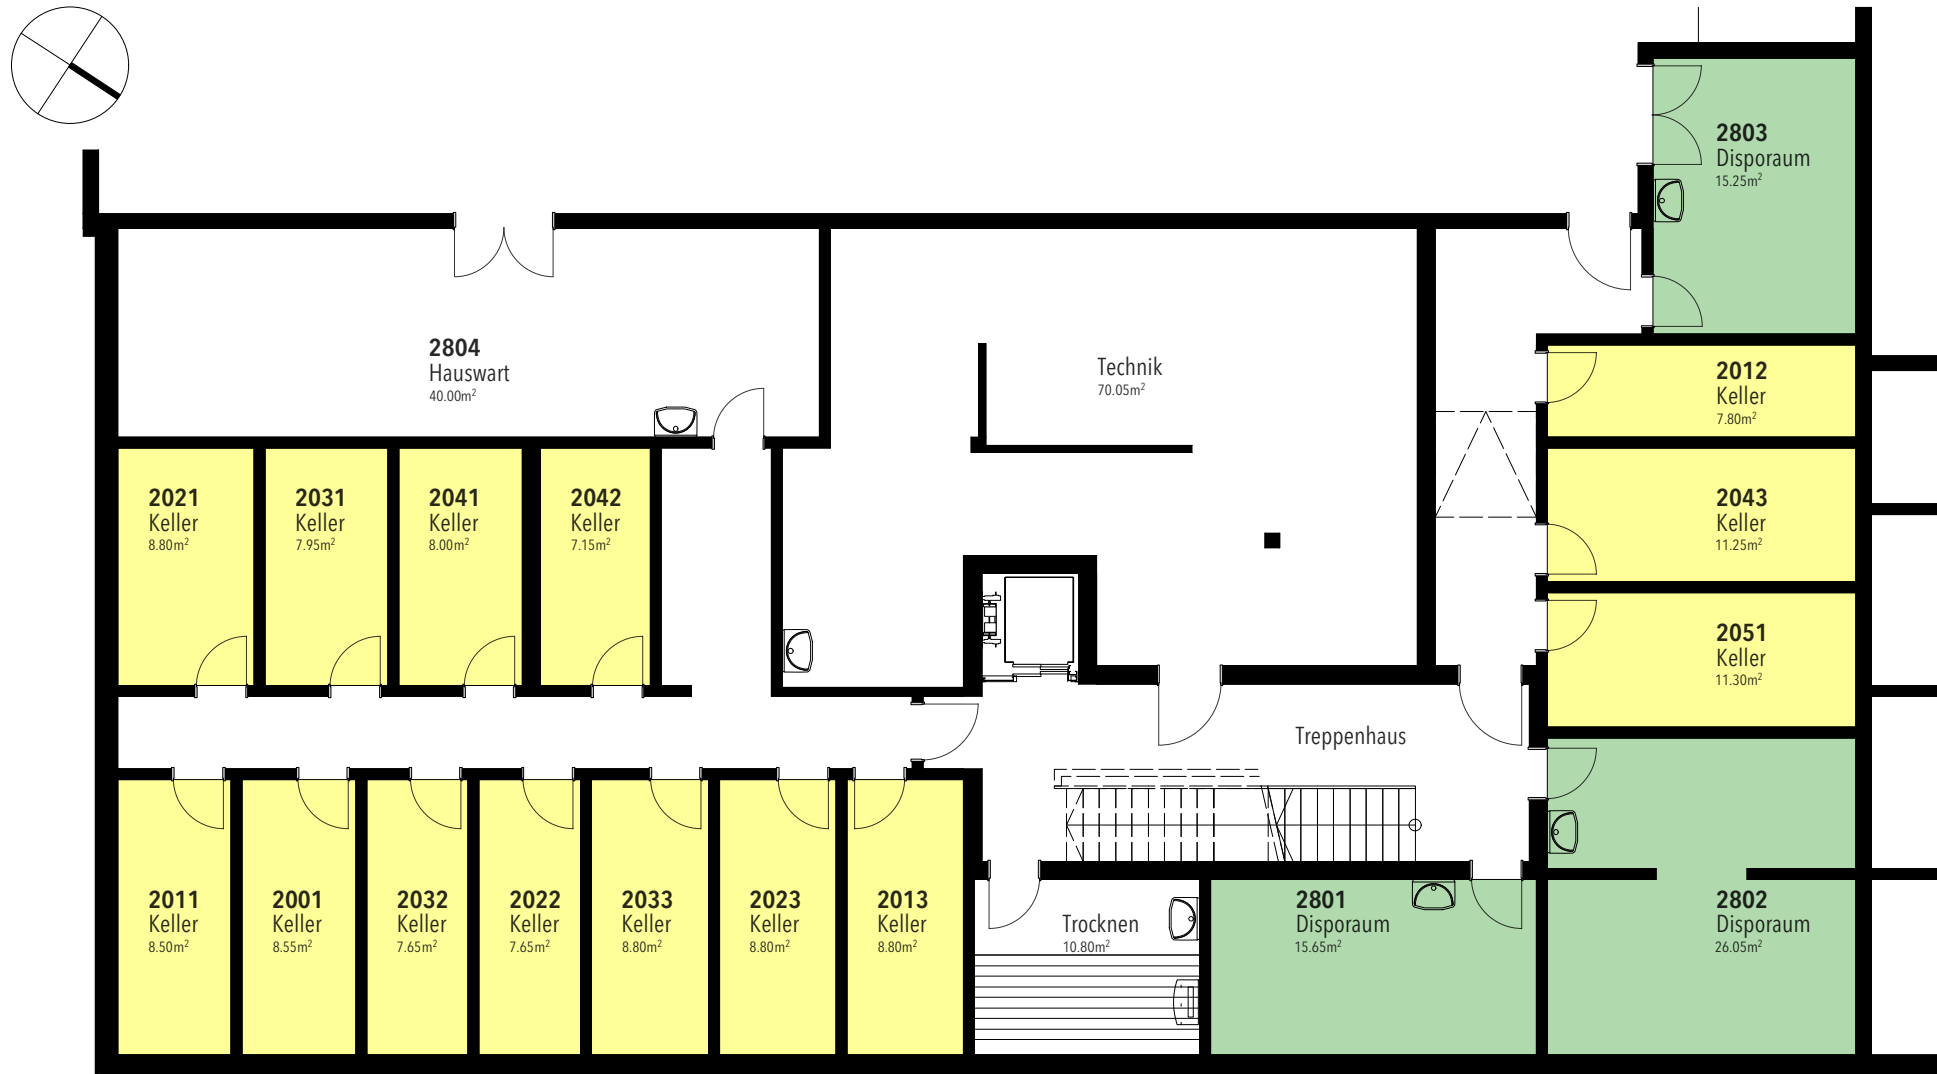 2803
Disporaum
15.25m²
2804
Hauswart
40.00m²
Technik
70.05m²
2012
Keller
7.80m²
2021
Keller
8.80m²
2031
Keller
7.95m²
2041
Keller
8.00m²
2042
Keller
7.15m²
2043
Keller
11.25m²
2051
Keller
11.30m²
Treppenhaus
2011
Keller
8.50m²
2001
Keller
8.55m²
2032
Keller
7.65m²
2022
Keller
7.65m²
2033
Keller
8.80m²
2023
Keller
8.80m²
2013
Keller
8.80m²
Trocknen
10.80m²
2801
Disporaum
15.65m²
2802
Disporaum
26.05m²